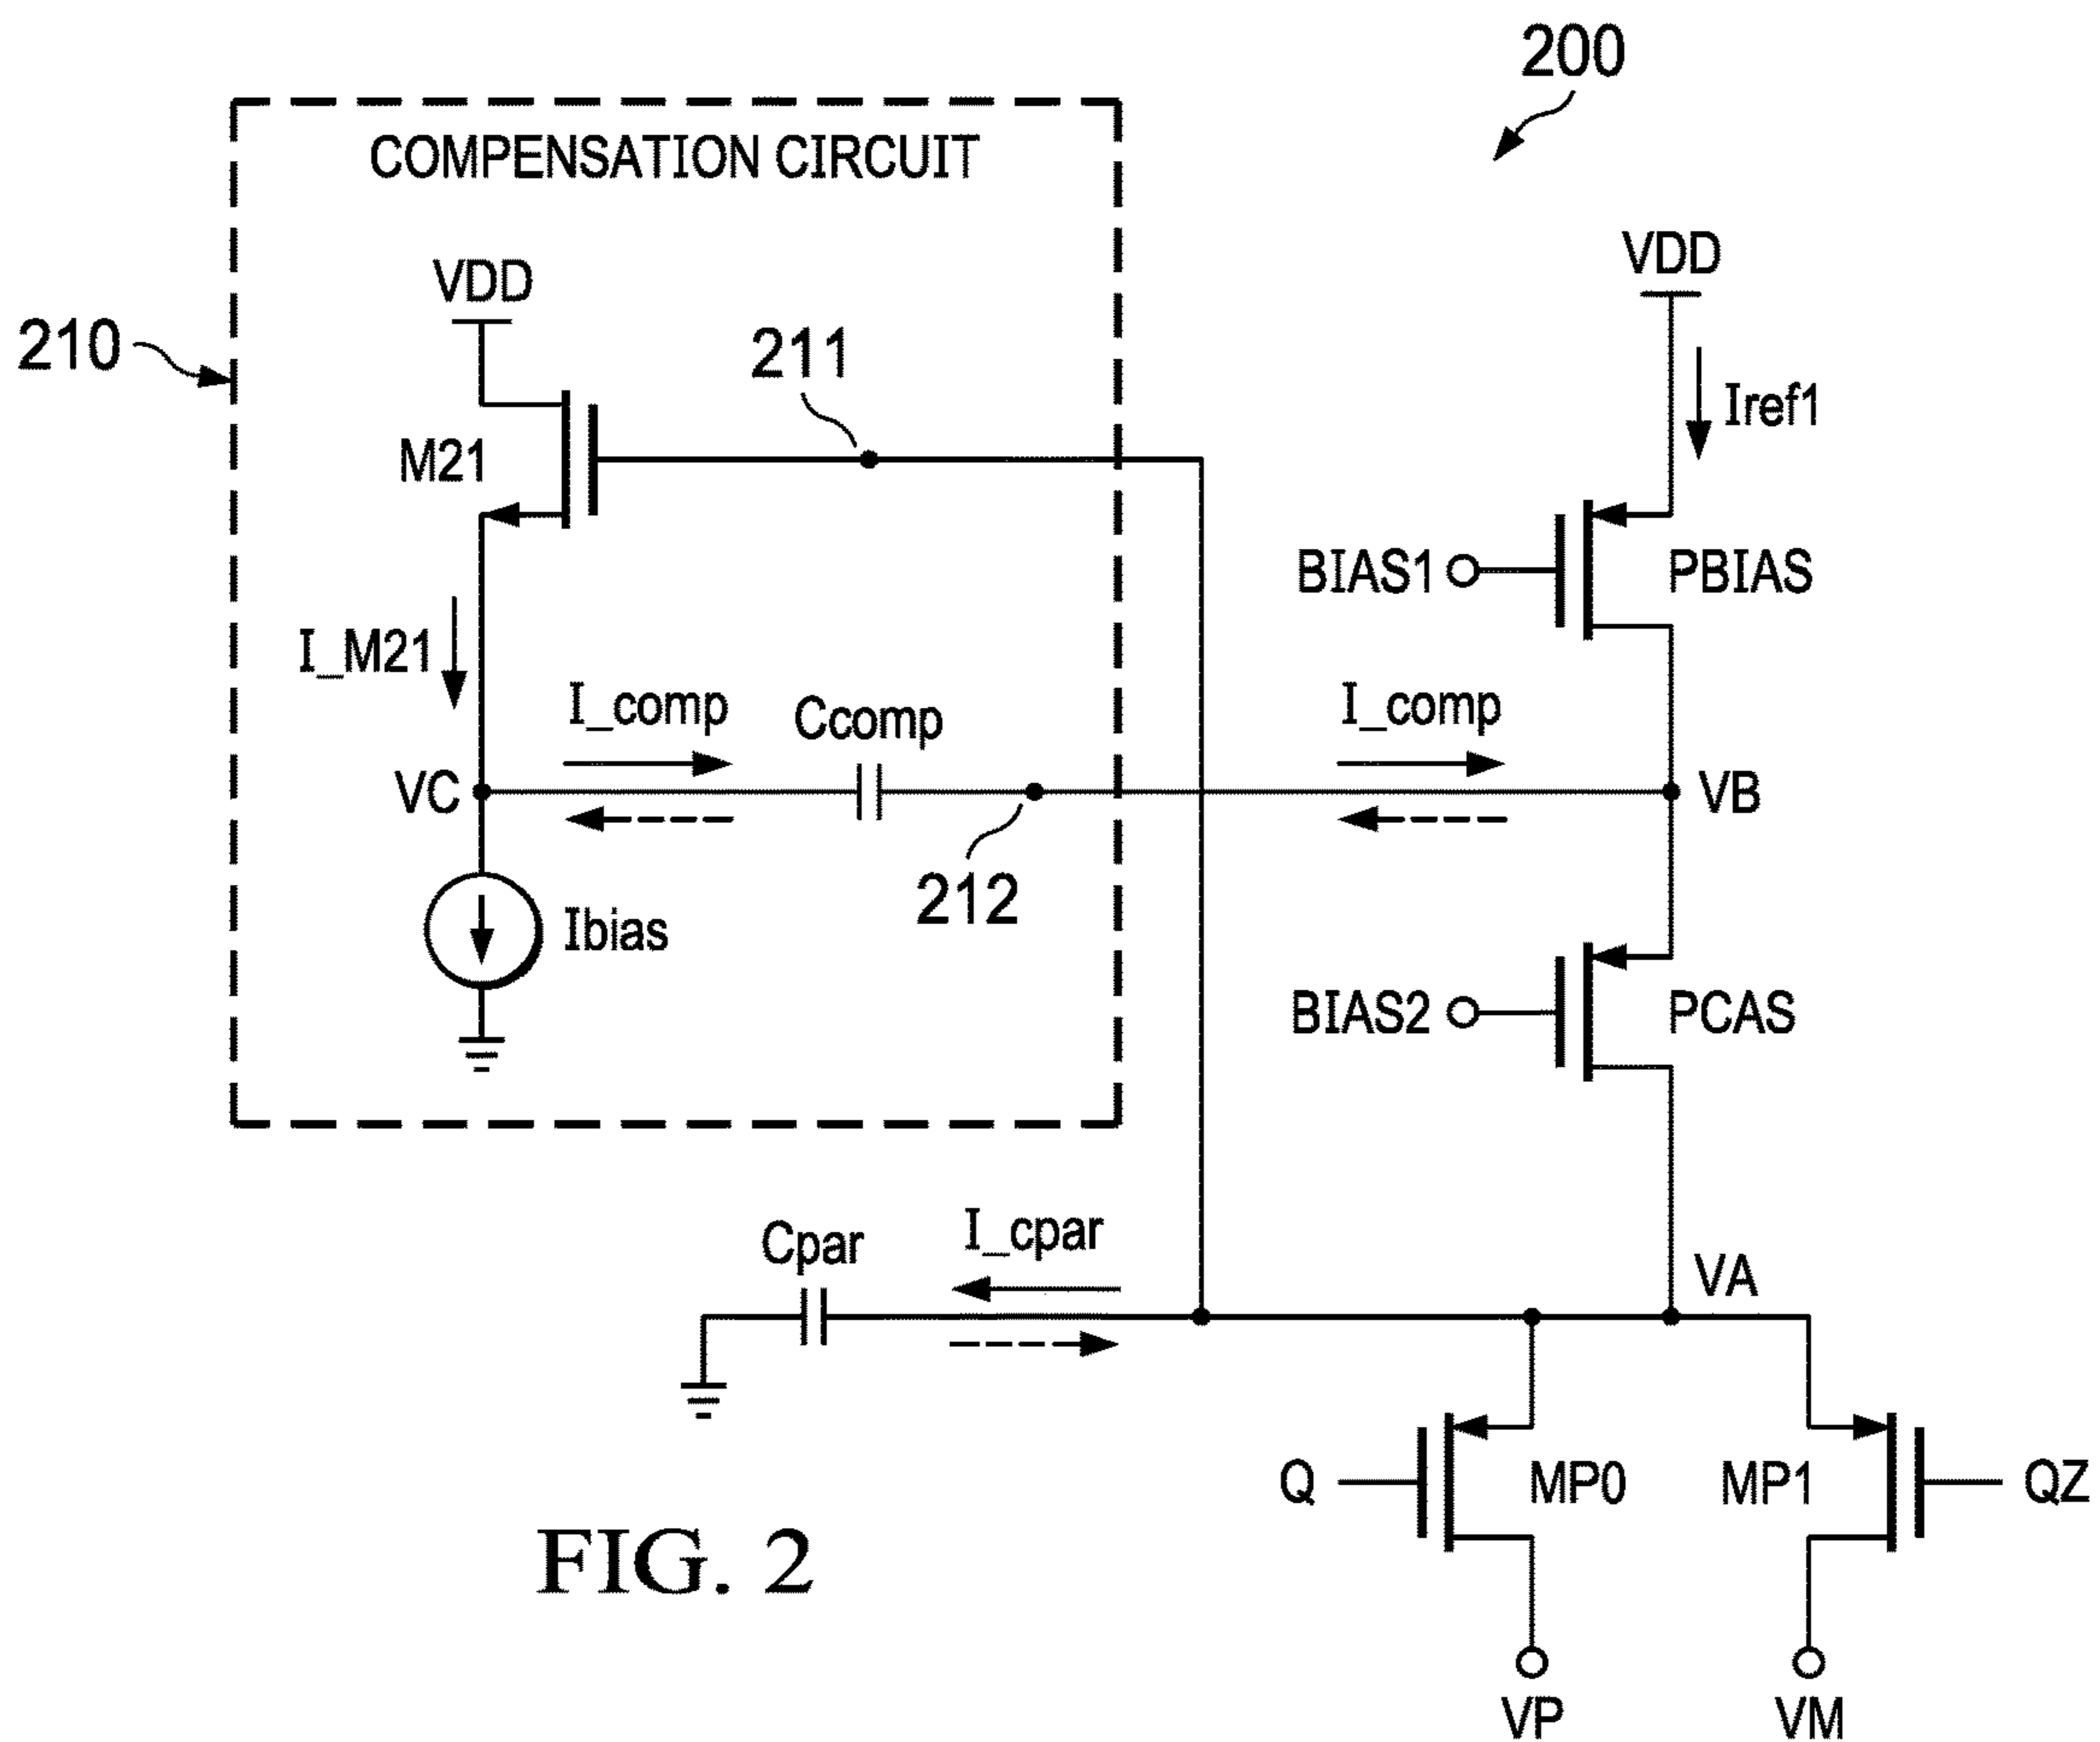 200
COMPENSATION CIRCUIT
VDD
VDD
210
211
Iref1
M21
BIAS1
PBIAS
I_M21
I_comp
Ccomp
I_comp
VC
VB
212
Ibias
BIAS2
PCAS
Cpar
I_cpar
VA
Q
MP0
MP1
QZ
FIG. 2
VP
VM